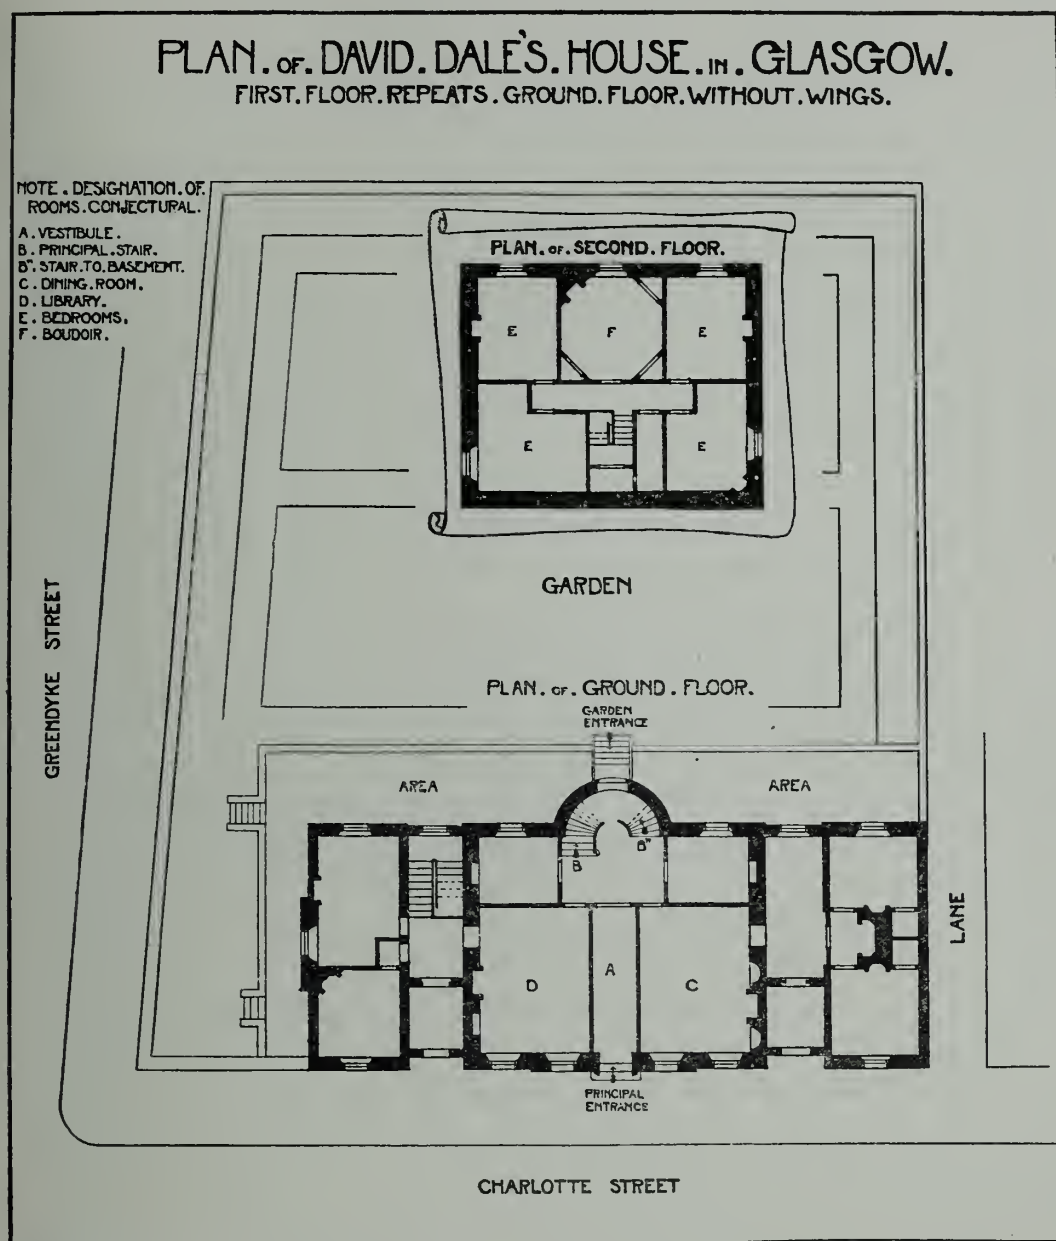 PLAN.OF.DAVID.DALE'S.HOUSE.IN.GLASGOW.
FIRST.FLOOR.REPEATS.GROUND.FLOOR.WITHOUT.WINGS.
NOTE.DESIGNATION.OF.
ROOMS.CONJECTURAL.
A.VESTIBULE.
B.PRINCIPAL.STAIR.
B".STAIR.TO.BASEMENT.
C.DINING.ROOM.
D.LIBRARY.
E.BEDROOMS.
F.BOUDOIR.
PLAN.OF.SECOND.FLOOR.
E
F
E
E
E
GARDEN
GREENDYKE STREET
PLAN.OF.GROUND.FLOOR.
GARDEN
ENTRANCE
AREA
AREA
B
B"
LANE
D
A
C
PRINCIPAL
ENTRANCE
CHARLOTTE STREET